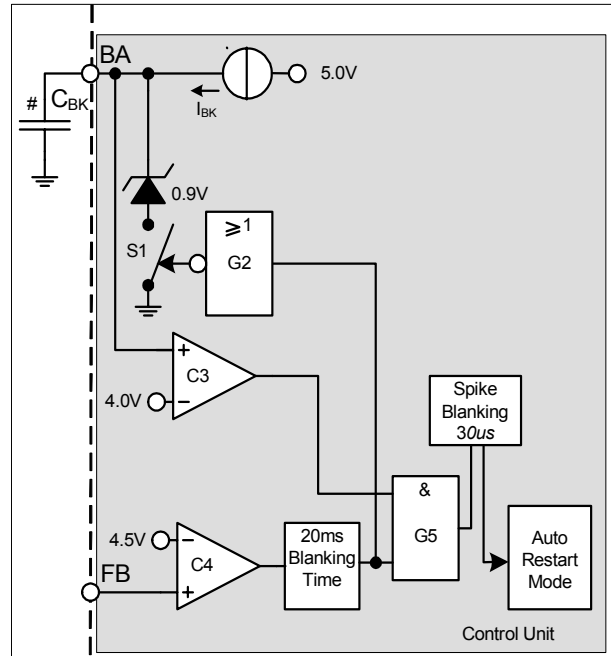 BA
5.0V
#
C_BK
I_BK
0.9V
S1
≥1
G2
+
C3
4.0V
−
Spike
Blanking
30us
&
G5
4.5V
−
C4
+
20ms
Blanking
Time
Auto
Restart
Mode
FB
Control Unit